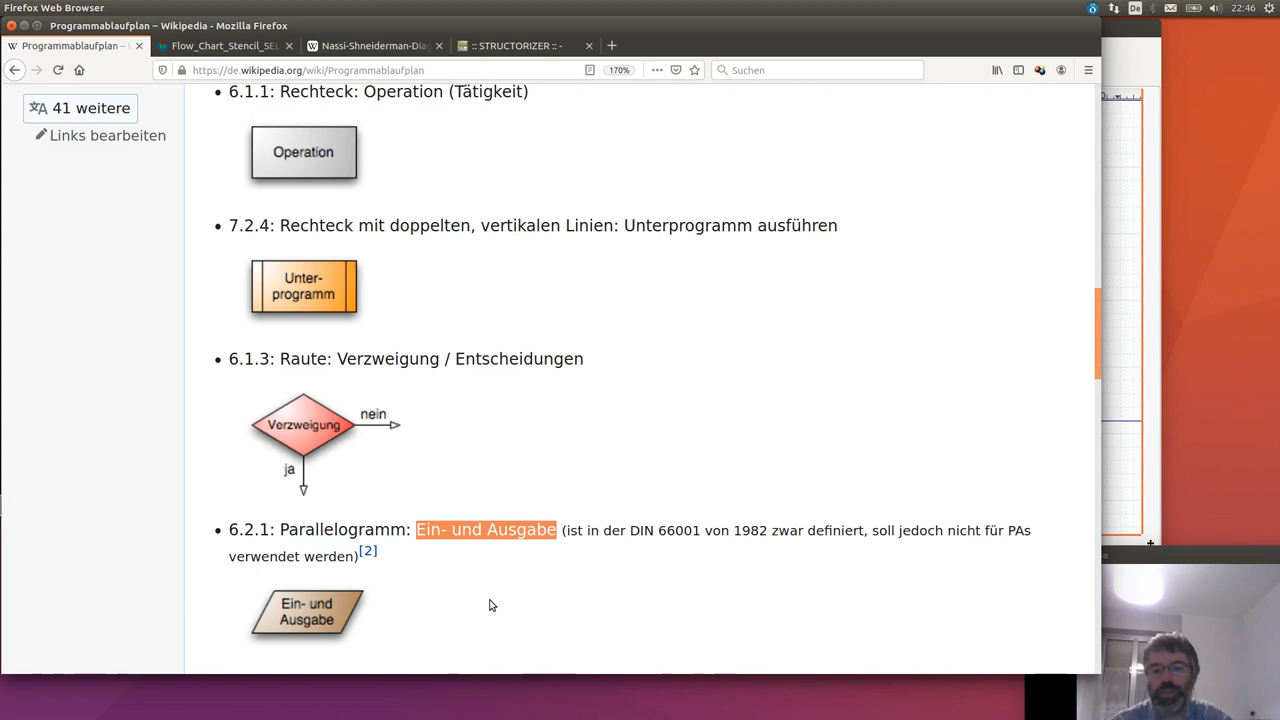 Firefox Web Browser
De
22:46
Programmablaufplan – Wikipedia - Mozilla Firefox
Programmablaufplan –
Flow_Chart_Stencil_SEL
Nassi-Shneiderman-Dia
:: STRUCTORIZER :: -
https://de.wikipedia.org/wiki/Programmablaufplan
170%
Suchen
41 weitere
Links bearbeiten
• 6.1.1: Rechteck: Operation (Tätigkeit)
Operation
• 7.2.4: Rechteck mit doppelten, vertikalen Linien: Unterprogramm ausführen
Unter-
programm
• 6.1.3: Raute: Verzweigung / Entscheidungen
Verzweigung
nein
ja
• 6.2.1: Parallelogramm: Ein- und Ausgabe (ist in der DIN 66001 von 1982 zwar definiert, soll jedoch nicht für PAs
verwendet werden)[2]
Ein- und
Ausgabe